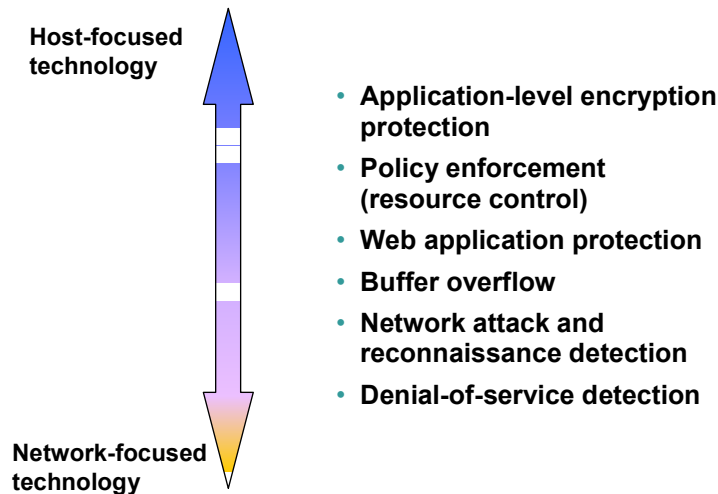 Host-focused
technology
• Application-level encryption
protection
• Policy enforcement
(resource control)
• Web application protection
• Buffer overflow
• Network attack and
reconnaissance detection
• Denial-of-service detection
Network-focused
technology